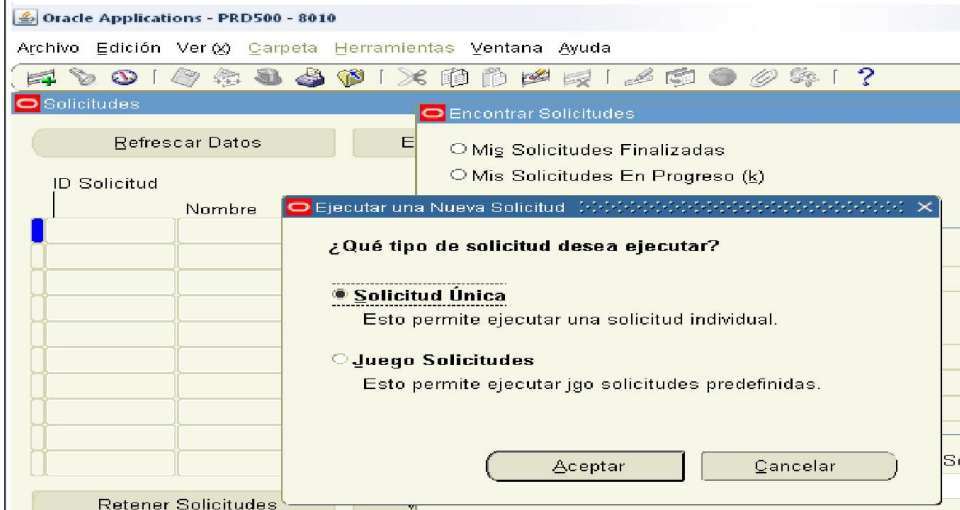 Oracle Applications - PRD500 - 8010
Archivo Edición Ver(x) Carpeta Herramientas Ventana Ayuda
Solicitudes
Encontrar Solicitudes
Refrescar Datos
E
Mis Solicitudes Finalizadas
Mis Solicitudes En Progreso (k)
ID Solicitud
Nombre
Ejecutar una Nueva Solicitud
¿Qué tipo de solicitud desea ejecutar?
Solicitud Única
Esto permite ejecutar una solicitud individual.
Juego Solicitudes
Esto permite ejecutar jgo solicitudes predefinidas.
Aceptar
Cancelar
Retener Solicitudes